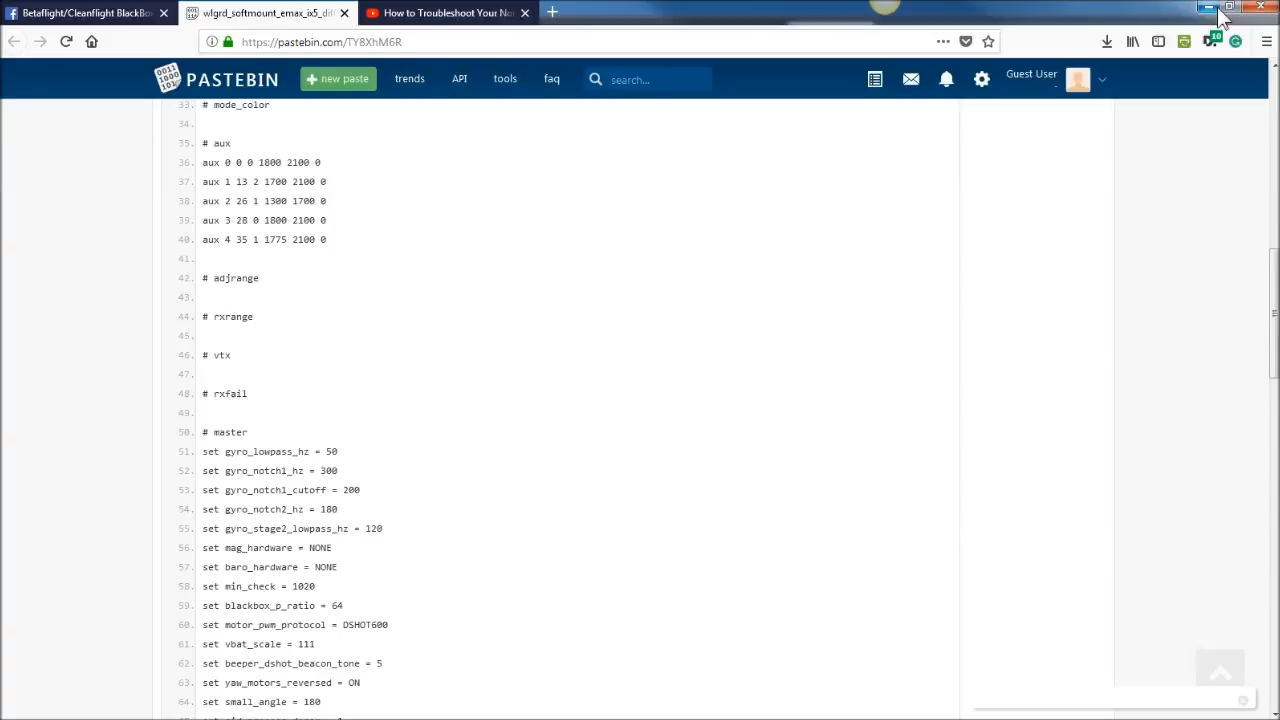 Betaflight/Cleanflight BlackBo
wlgrd_softmount_emax_ix5_dif
How to Troubleshoot Your No
https://pastebin.com/TY8XhM6R
10
PASTEBIN
new paste
trends
API
tools
faq
search...
Guest User
-
33. # mode_color
34.
35. # aux
36. aux 0 0 0 1800 2100 0
37. aux 1 13 2 1700 2100 0
38. aux 2 26 1 1300 1700 0
39. aux 3 28 0 1800 2100 0
40. aux 4 35 1 1775 2100 0
41.
42. # adjrange
43.
44. # rxrange
45.
46. # vtx
47.
48. # rxfail
49.
50. # master
51. set gyro_lowpass_hz = 50
52. set gyro_notch1_hz = 300
53. set gyro_notch1_cutoff = 200
54. set gyro_notch2_hz = 180
55. set gyro_stage2_lowpass_hz = 120
56. set mag_hardware = NONE
57. set baro_hardware = NONE
58. set min_check = 1020
59. set blackbox_p_ratio = 64
60. set motor_pwm_protocol = DSHOT600
61. set vbat_scale = 111
62. set beeper_dshot_beacon_tone = 5
63. set yaw_motors_reversed = ON
64. set small_angle = 180